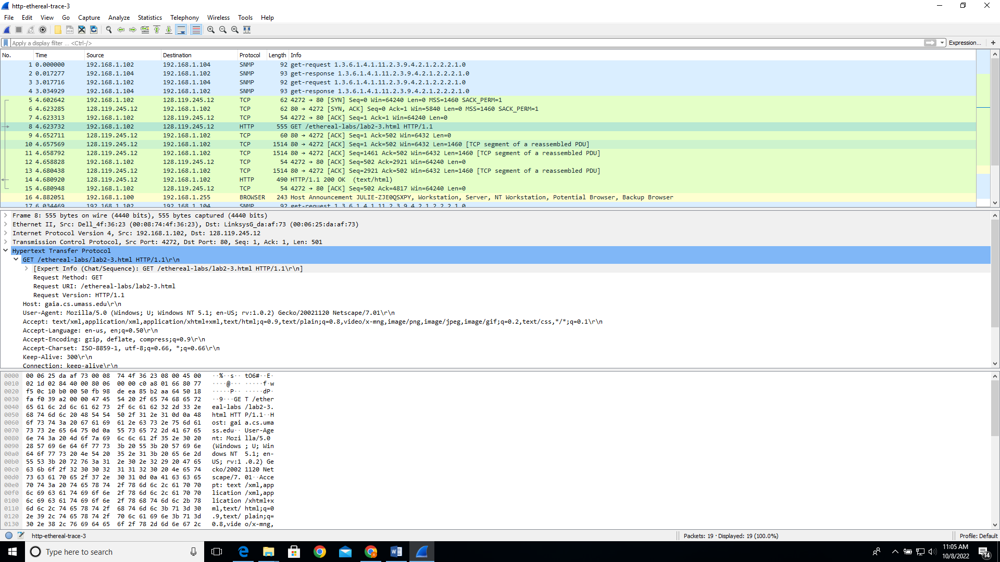 http-ethereal-trace-3
File Edit View Go Capture Analyze Statistics Telephony Wireless Tools Help
Apply a display filter ... <Ctrl-/> Expression... +
No. Time Source Destination Protocol Length Info
1 0.000000 192.168.1.102 192.168.1.104 SNMP 92 get-request 1.3.6.1.4.1.11.2.3.9.4.2.1.2.2.2.1.0
2 0.017277 192.168.1.104 192.168.1.102 SNMP 93 get-response 1.3.6.1.4.1.11.2.3.9.4.2.1.2.2.2.1.0
3 3.017716 192.168.1.102 192.168.1.104 SNMP 92 get-request 1.3.6.1.4.1.11.2.3.9.4.2.1.2.2.2.1.0
4 3.034929 192.168.1.104 192.168.1.102 SNMP 93 get-response 1.3.6.1.4.1.11.2.3.9.4.2.1.2.2.2.1.0
5 4.602642 192.168.1.102 128.119.245.12 TCP 62 4272 → 80 [SYN] Seq=0 Win=64240 Len=0 MSS=1460 SACK_PERM=1
6 4.623285 128.119.245.12 192.168.1.102 TCP 62 80 → 4272 [SYN, ACK] Seq=0 Ack=1 Win=5840 Len=0 MSS=1460 SACK_PERM=1
7 4.623313 192.168.1.102 128.119.245.12 TCP 54 4272 → 80 [ACK] Seq=1 Ack=1 Win=64240 Len=0
8 4.623732 192.168.1.102 128.119.245.12 HTTP 555 GET /ethereal-labs/lab2-3.html HTTP/1.1
9 4.652711 128.119.245.12 192.168.1.102 TCP 60 80 → 4272 [ACK] Seq=1 Ack=502 Win=6432 Len=0
10 4.657569 128.119.245.12 192.168.1.102 TCP 1514 80 → 4272 [ACK] Seq=1 Ack=502 Win=6432 Len=1460 [TCP segment of a reassembled PDU]
11 4.658792 128.119.245.12 192.168.1.102 TCP 1514 80 → 4272 [ACK] Seq=1461 Ack=502 Win=6432 Len=1460 [TCP segment of a reassembled PDU]
12 4.658828 192.168.1.102 128.119.245.12 TCP 54 4272 → 80 [ACK] Seq=502 Ack=2921 Win=64240 Len=0
13 4.680438 128.119.245.12 192.168.1.102 TCP 1514 80 → 4272 [ACK] Seq=2921 Ack=502 Win=6432 Len=1460 [TCP segment of a reassembled PDU]
14 4.680920 128.119.245.12 192.168.1.102 HTTP 490 HTTP/1.1 200 OK (text/html)
15 4.680948 192.168.1.102 128.119.245.12 TCP 54 4272 → 80 [ACK] Seq=502 Ack=4817 Win=64240 Len=0
16 4.882051 192.168.1.100 192.168.1.255 BROWSER 243 Host Announcement JULIE-ZJE0QSXPY, Workstation, Server, NT Workstation, Potential Browser, Backup Browser
17 6.034469 192.168.1.102 192.168.1.104 SNMP 92 get-request 1.3.6.1.4.1.11.2.3.9.4.2.1.2.2.2.1.0
Frame 8: 555 bytes on wire (4440 bits), 555 bytes captured (4440 bits)
Ethernet II, Src: Dell_4f:36:23 (00:08:74:4f:36:23), Dst: LinksysG_da:af:73 (00:06:25:da:af:73)
Internet Protocol Version 4, Src: 192.168.1.102, Dst: 128.119.245.12
Transmission Control Protocol, Src Port: 4272, Dst Port: 80, Seq: 1, Ack: 1, Len: 501
Hypertext Transfer Protocol
GET /ethereal-labs/lab2-3.html HTTP/1.1\r\n
[Expert Info (Chat/Sequence): GET /ethereal-labs/lab2-3.html HTTP/1.1\r\n]
Request Method: GET
Request URI: /ethereal-labs/lab2-3.html
Request Version: HTTP/1.1
Host: gaia.cs.umass.edu\r\n
User-Agent: Mozilla/5.0 (Windows; U; Windows NT 5.1; en-US; rv:1.0.2) Gecko/20021120 Netscape/7.01\r\n
Accept: text/xml,application/xml,application/xhtml+xml,text/html;q=0.9,text/plain;q=0.8,video/x-mng,image/png,image/jpeg,image/gif;q=0.2,text/css,*/*;q=0.1\r\n
Accept-Language: en-us, en;q=0.50\r\n
Accept-Encoding: gzip, deflate, compress;q=0.9\r\n
Accept-Charset: ISO-8859-1, utf-8;q=0.66, *;q=0.66\r\n
Keep-Alive: 300\r\n
Connection: keep-alive\r\n
0000 00 06 25 da af 73 00 08 74 4f 36 23 08 00 45 00 ··%··s·· tO6#··E·
0010 02 1d 02 84 40 00 80 06 00 00 c0 a8 01 66 80 77 ····@··· ·····f·w
0020 f5 0c 10 b0 00 50 fb 98 de ea 85 b2 aa 64 50 18 ·····P·· ·····dP·
0030 fa f0 39 a2 00 00 47 45 54 20 2f 65 74 68 65 72 ··9···GE T /ether
0040 65 61 6c 2d 6c 61 62 73 2f 6c 61 62 32 2d 33 2e eal-labs /lab2-3.
0050 68 74 6d 6c 20 48 54 54 50 2f 31 2e 31 0d 0a 48 html HTT P/1.1··H
0060 6f 73 74 3a 20 67 61 69 61 2e 63 73 2e 75 6d 61 ost: gai a.cs.uma
0070 73 73 2e 65 64 75 0d 0a 55 73 65 72 2d 41 67 65 ss.edu·· User-Age
0080 6e 74 3a 20 4d 6f 7a 69 6c 6c 61 2f 35 2e 30 20 nt: Mozi lla/5.0
0090 28 57 69 6e 64 6f 77 73 3b 20 55 3b 20 57 69 6e (Windows ; U; Win
00a0 64 6f 77 73 20 4e 54 20 35 2e 31 3b 20 65 6e 2d dows NT 5.1; en-
00b0 55 53 3b 20 72 76 3a 31 2e 30 2e 32 29 20 47 65 US; rv:1 .0.2) Ge
00c0 63 6b 6f 2f 32 30 30 32 31 31 32 30 20 4e 65 74 cko/2002 1120 Net
00d0 73 63 61 70 65 2f 37 2e 30 31 0d 0a 41 63 63 65 scape/7. 01··Acce
00e0 70 74 3a 20 74 65 78 74 2f 78 6d 6c 2c 61 70 70 pt: text /xml,app
00f0 6c 69 63 61 74 69 6f 6e 2f 78 6d 6c 2c 61 70 70 lication /xml,app
0100 6c 69 63 61 74 69 6f 6e 2f 78 68 74 6d 6c 2b 78 lication /xhtml+x
0110 6d 6c 2c 74 65 78 74 2f 68 74 6d 6c 3b 71 3d 30 ml,text/ html;q=0
0120 2e 39 2c 74 65 78 74 2f 70 6c 61 69 6e 3b 71 3d .9,text/ plain;q=
0130 30 2e 38 2c 76 69 64 65 6f 2f 78 2d 6d 6e 67 2c 0.8,vide o/x-mng,
http-ethereal-trace-3 Packets: 19 · Displayed: 19 (100.0%) Profile: Default
Type here to search 11:05 AM
10/8/2022 14